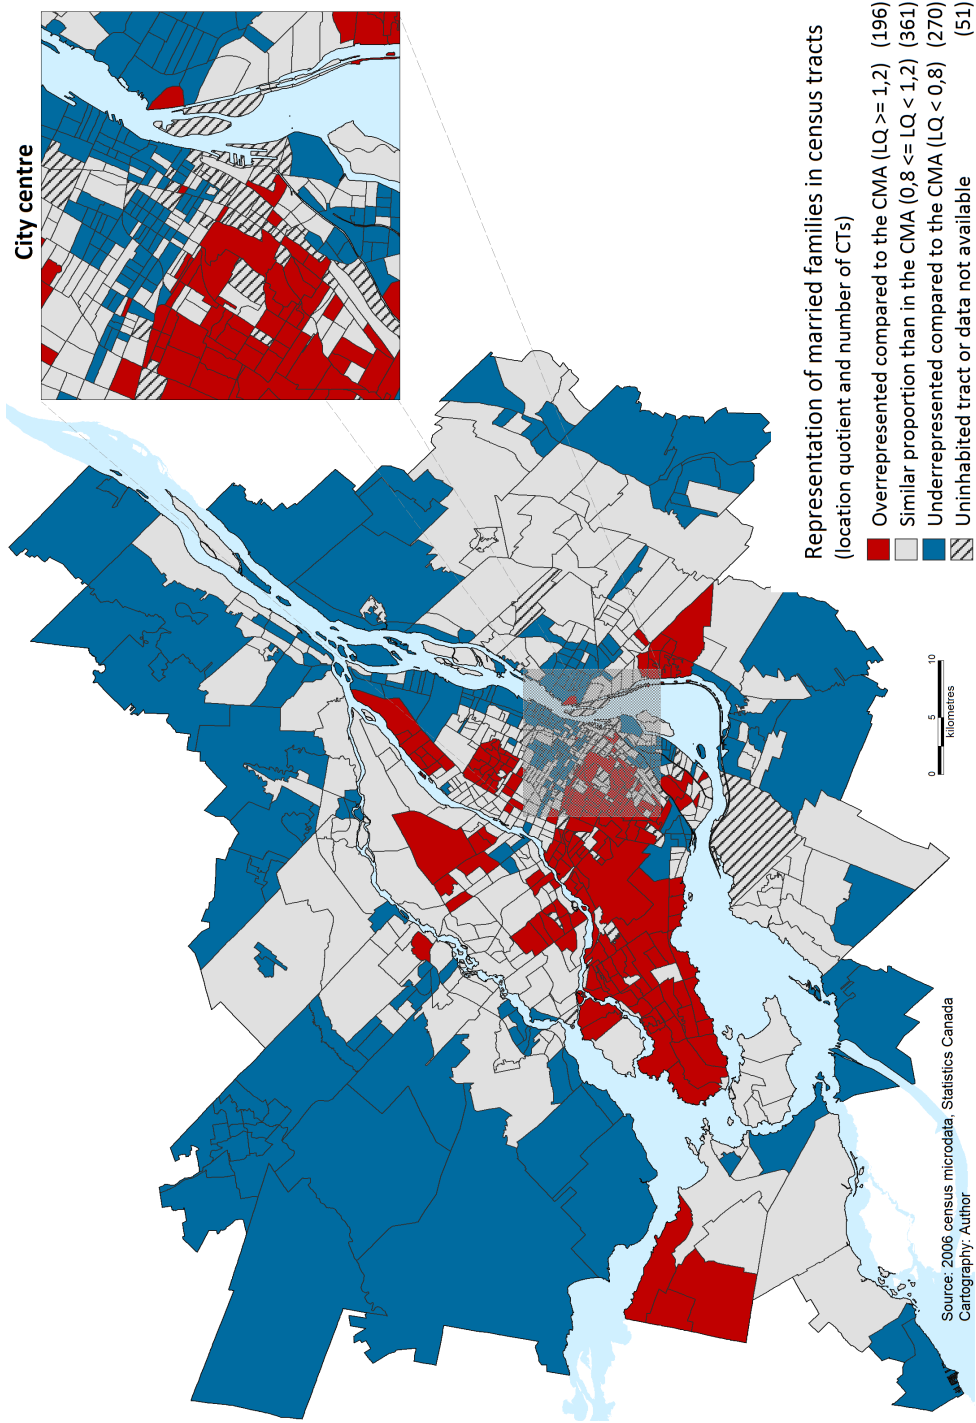 City centre
Representation of married families in census tracts
(location quotient and number of CTs)
Overrepresented compared to the CMA (LQ >= 1,2) (196)
Similar proportion than in the CMA (0,8 <= LQ < 1,2) (361)
Underrepresented compared to the CMA (LQ < 0,8) (270)
Uninhabited tract or data not available (51)
0 5 10
kilometres
Source: 2006 census microdata, Statistics Canada
Cartography: Author